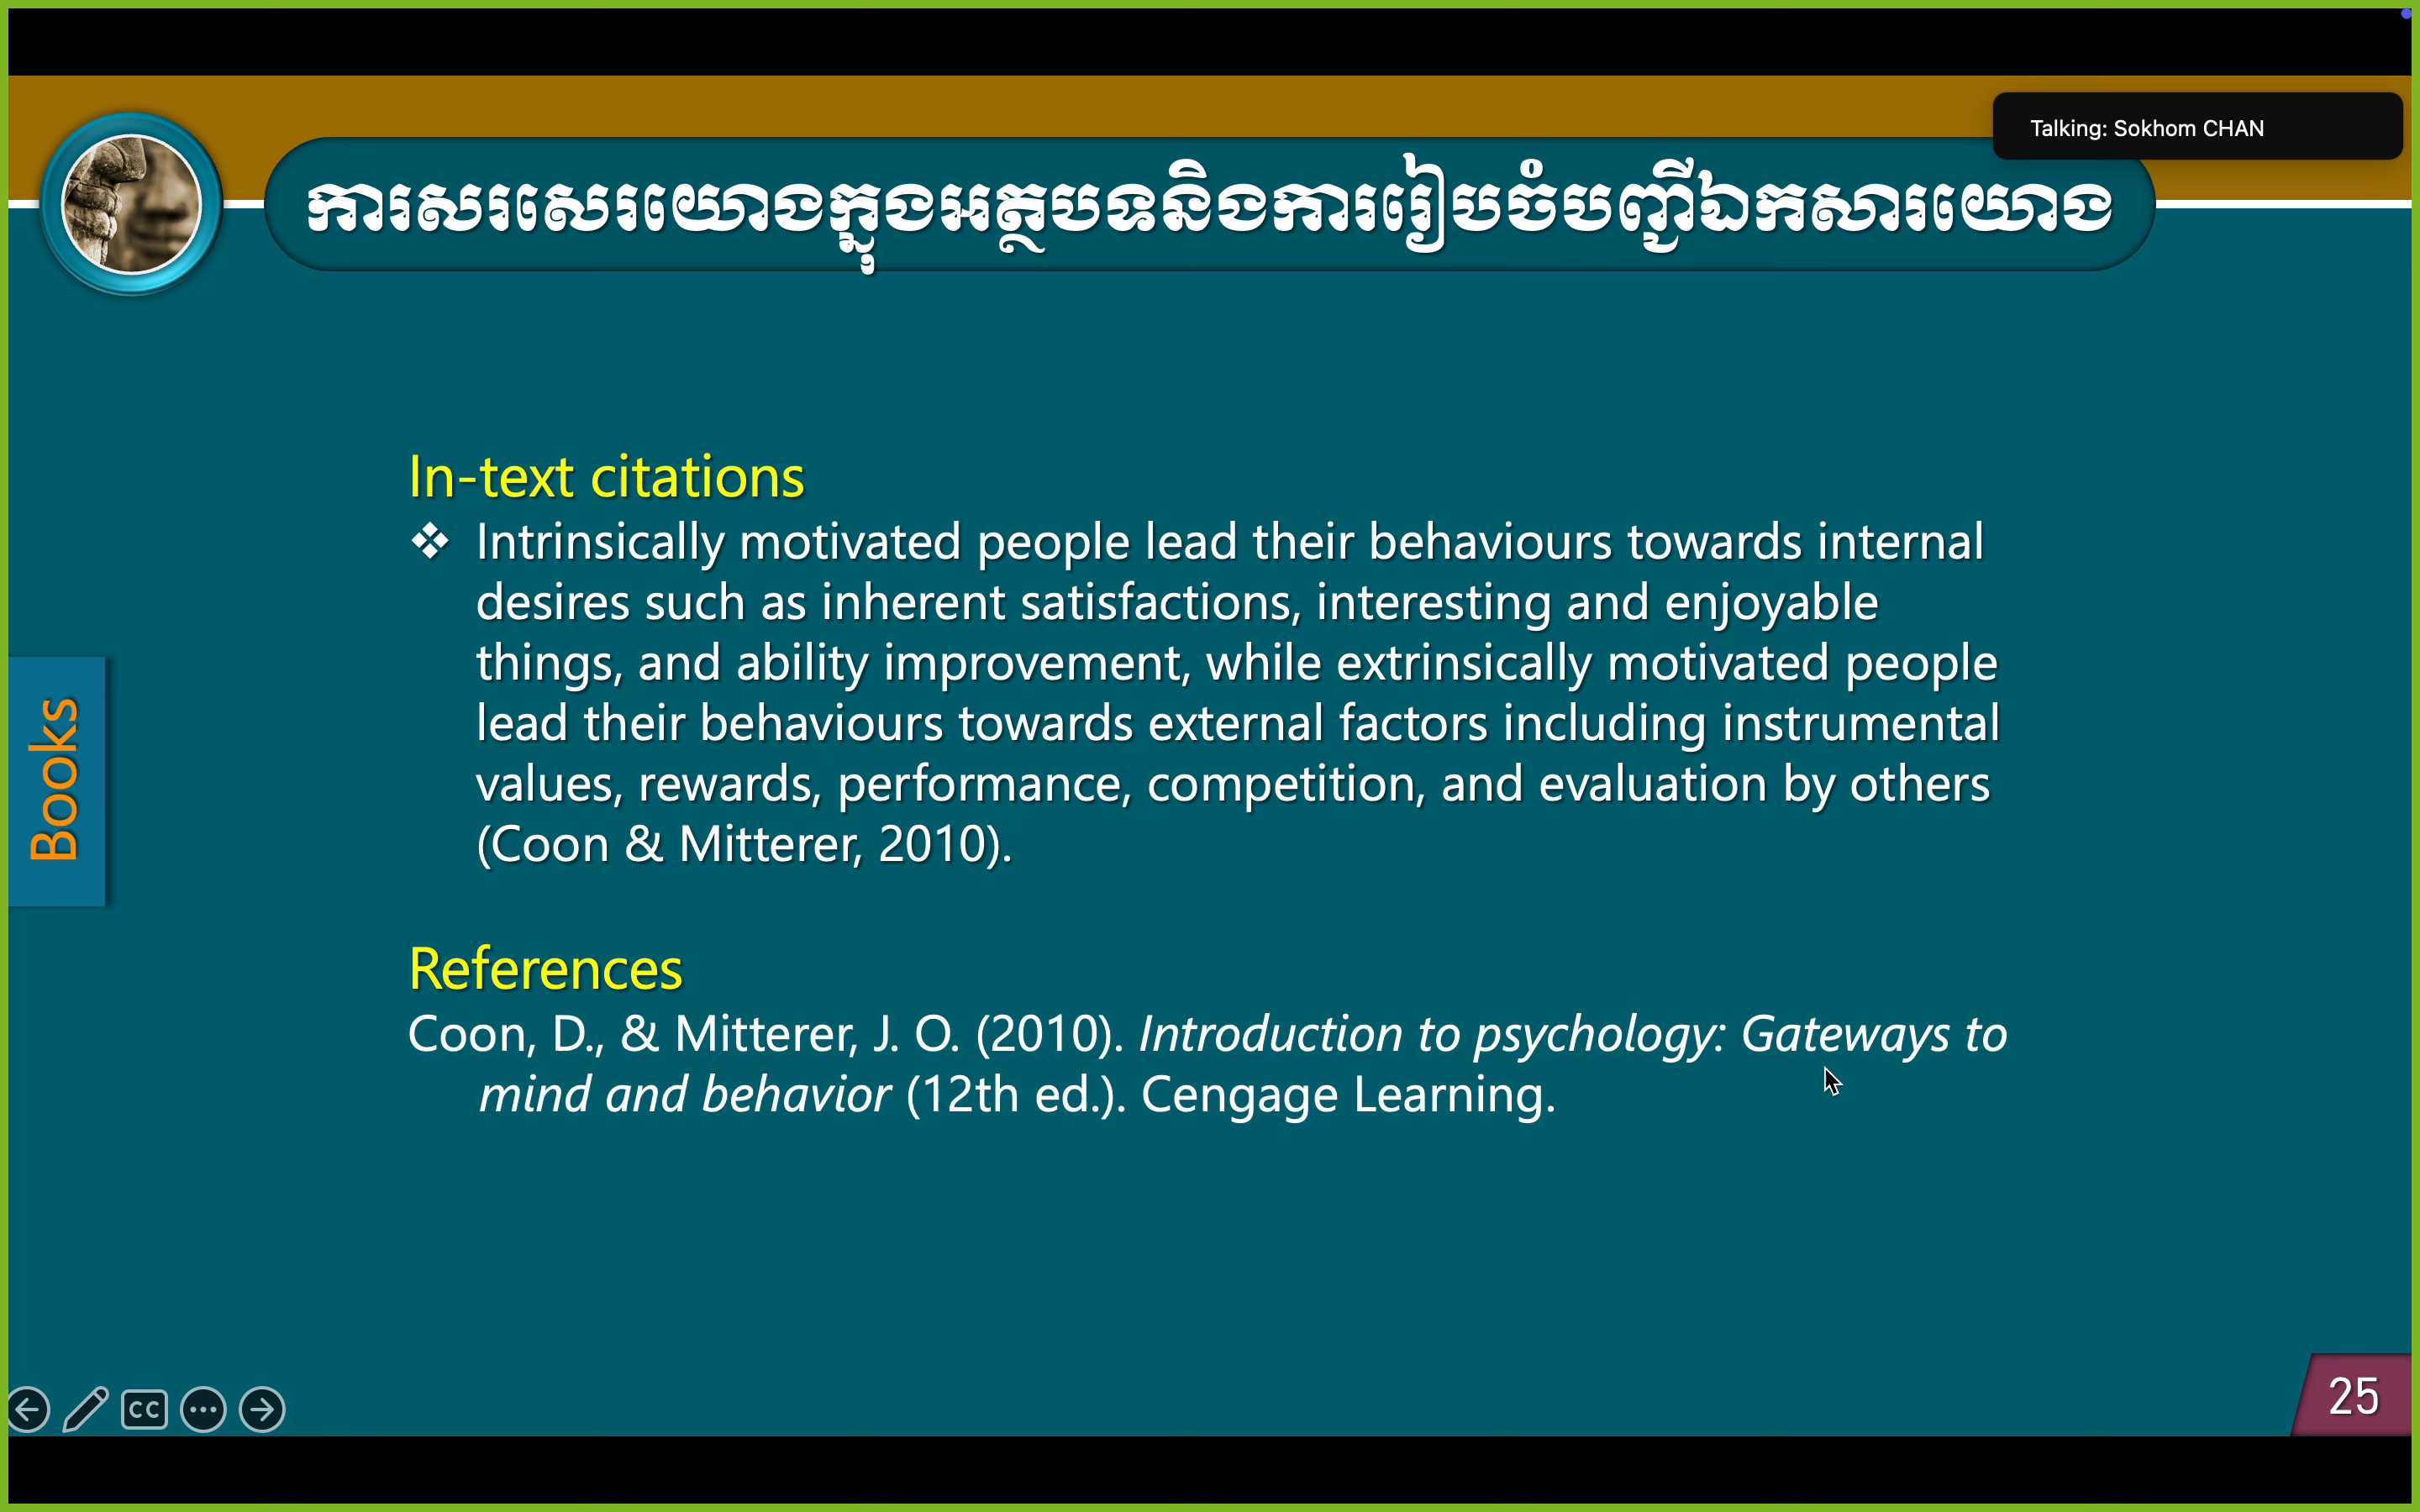 Talking: Sokhom CHAN
ការសរសេរយោងក្នុងអត្ថបទនិងការរៀបចំបញ្ជីឯកសារយោង
In-text citations
❖ Intrinsically motivated people lead their behaviours towards internal
desires such as inherent satisfactions, interesting and enjoyable
things, and ability improvement, while extrinsically motivated people
lead their behaviours towards external factors including instrumental
values, rewards, performance, competition, and evaluation by others
(Coon & Mitterer, 2010).
Books
References
Coon, D., & Mitterer, J. O. (2010). Introduction to psychology: Gateways to
mind and behavior (12th ed.). Cengage Learning.
CC
25